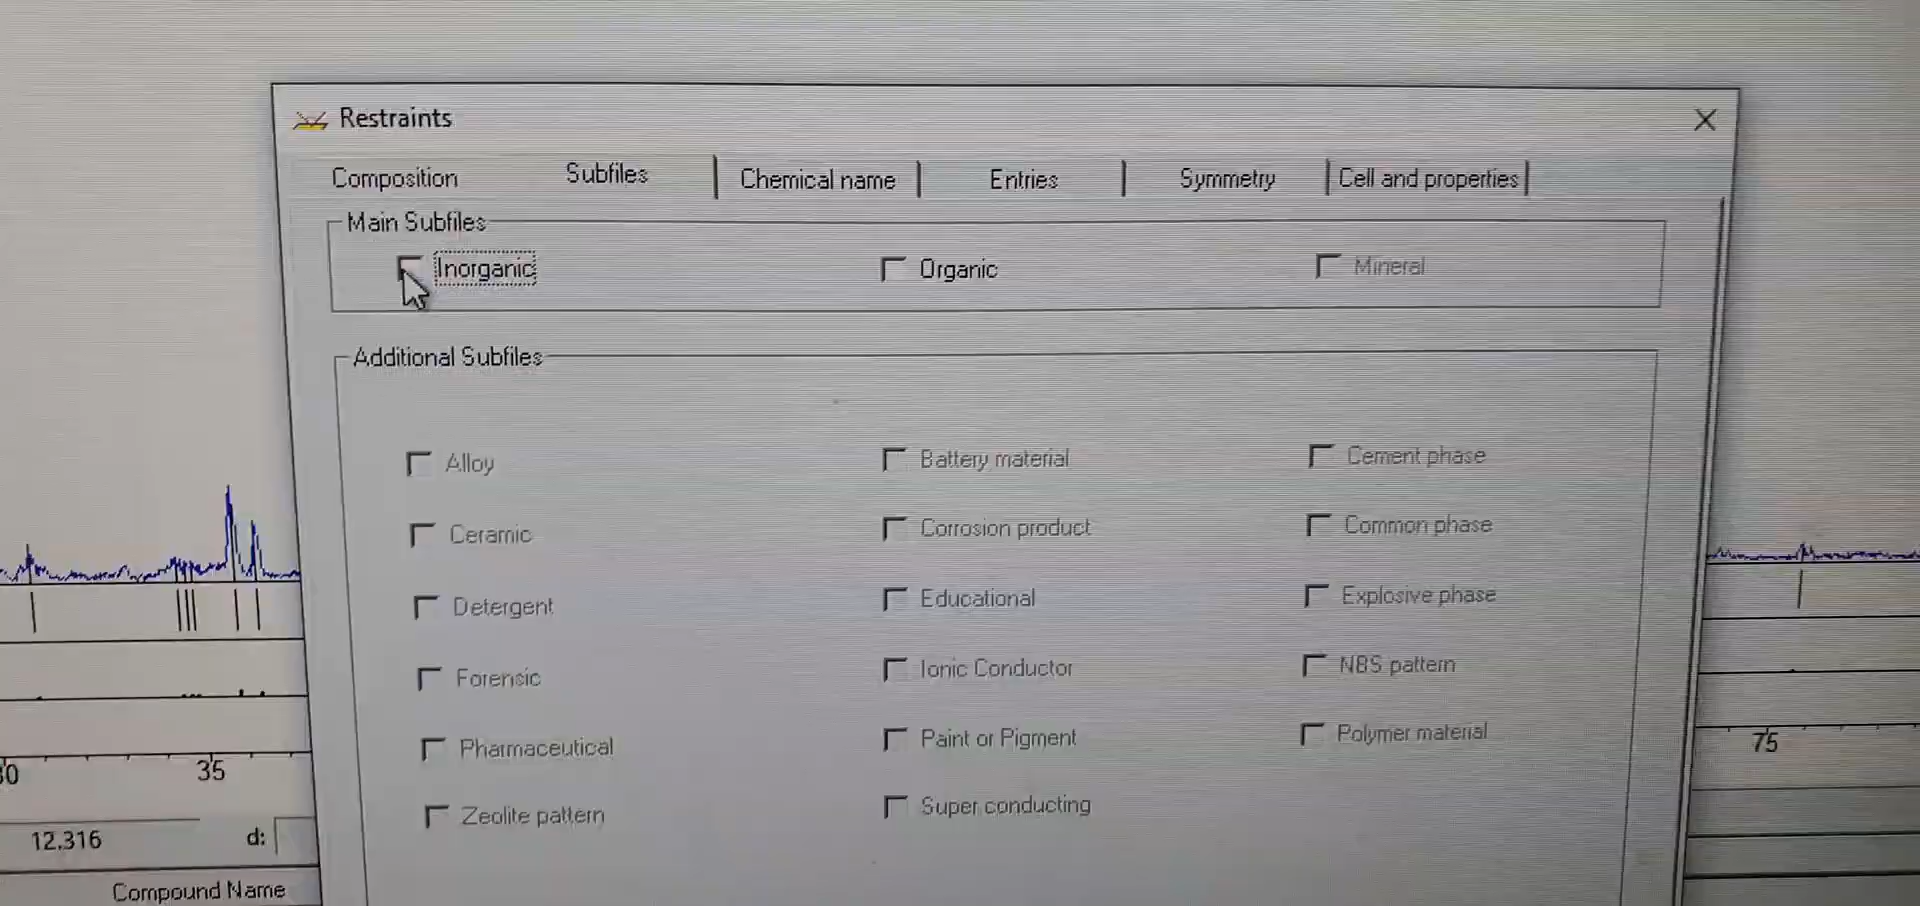 Restraints
Composition Subfiles Chemical name Entries Symmetry Cell and properties
Main Subfiles
Inorganic Organic Mineral
Additional Subfiles
Alloy Battery material Cement phase
Ceramic Corrosion product Common phase
Detergent Educational Explosive phase
Forensic Ionic Conductor NBS pattern
Pharmaceutical Paint or Pigment Polymer material
Zeolite pattern Super conducting
35 75
12.316 d:
Compound Name